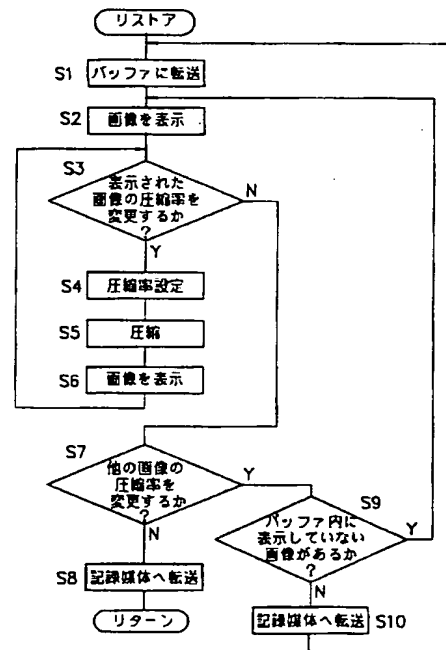 リストア
S1
バッファに転送
S2
画像を表示
S3
表示された
画像の圧縮率を
変更するか
?
N
Y
S4
圧縮率設定
S5
圧縮
S6
画像を表示
S7
他の画像の
圧縮率を
変更するか
?
Y
N
S9
バッファ内に
表示していない
画像があるか
?
Y
N
S8
記録媒体へ転送
S10
記録媒体へ転送
リターン